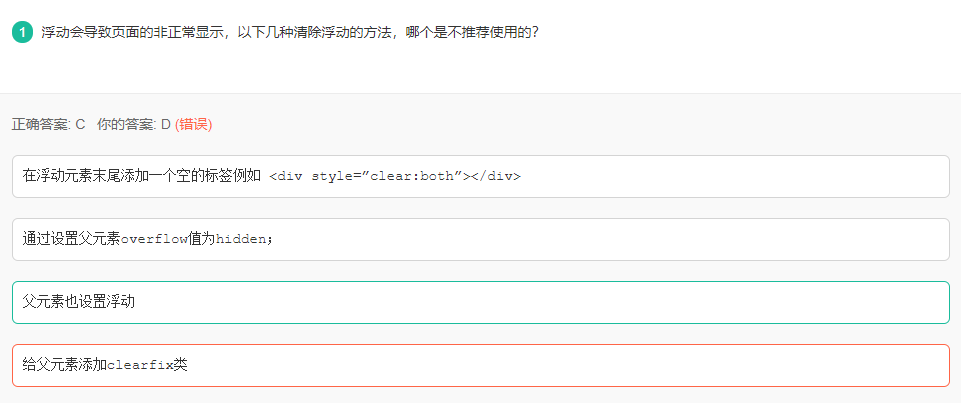 1 浮动会导致页面的非正常显示，以下几种清除浮动的方法，哪个是不推荐使用的？
正确答案: C 你的答案: D (错误)
在浮动元素末尾添加一个空的标签例如 <div style=”clear:both”></div>
通过设置父元素overflow值为hidden；
父元素也设置浮动
给父元素添加clearfix类